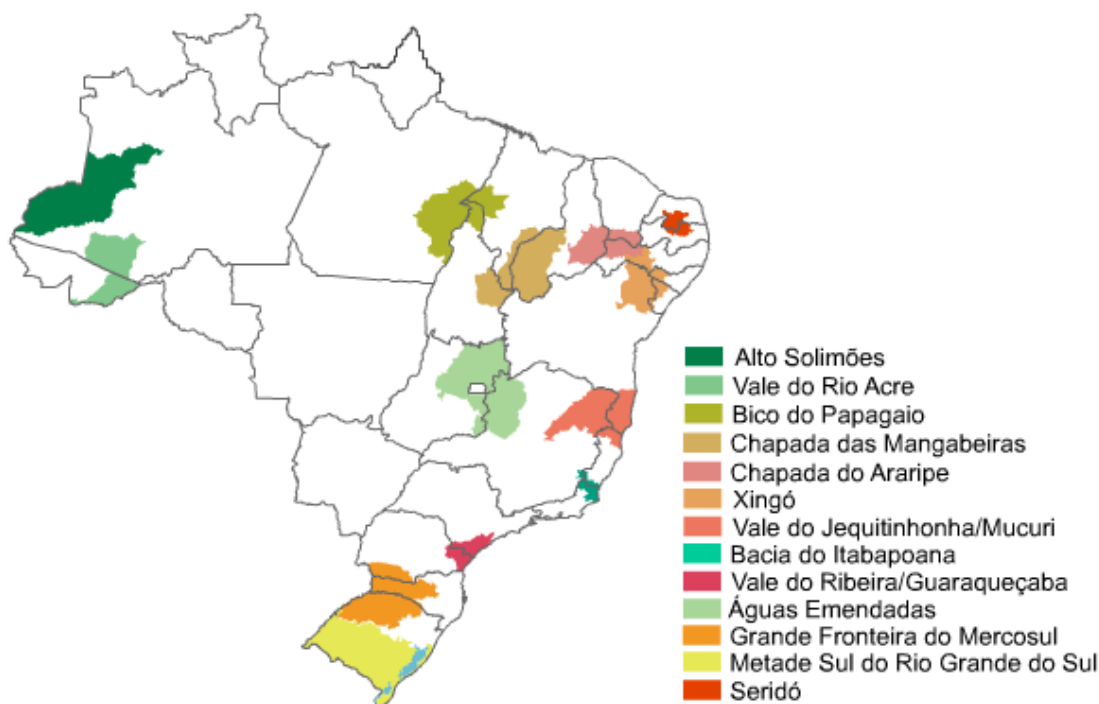 Alto Solimões
Vale do Rio Acre
Bico do Papagaio
Chapada das Mangabeiras
Chapada do Araripe
Xingó
Vale do Jequitinhonha/Mucuri
Bacia do Itabapoana
Vale do Ribeira/Guaraqueçaba
Águas Emendadas
Grande Fronteira do Mercosul
Metade Sul do Rio Grande do Sul
Seridó